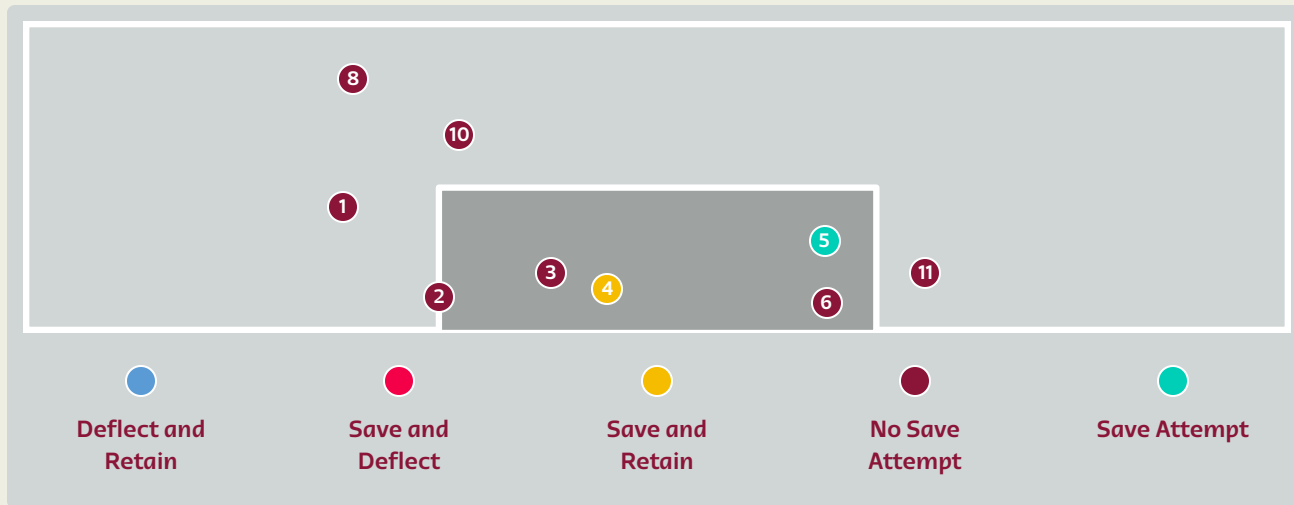 8
10
1
5
3
11
4
2
6
Deflect and
Retain
Save and
Deflect
Save and
Retain
No Save
Attempt
Save Attempt